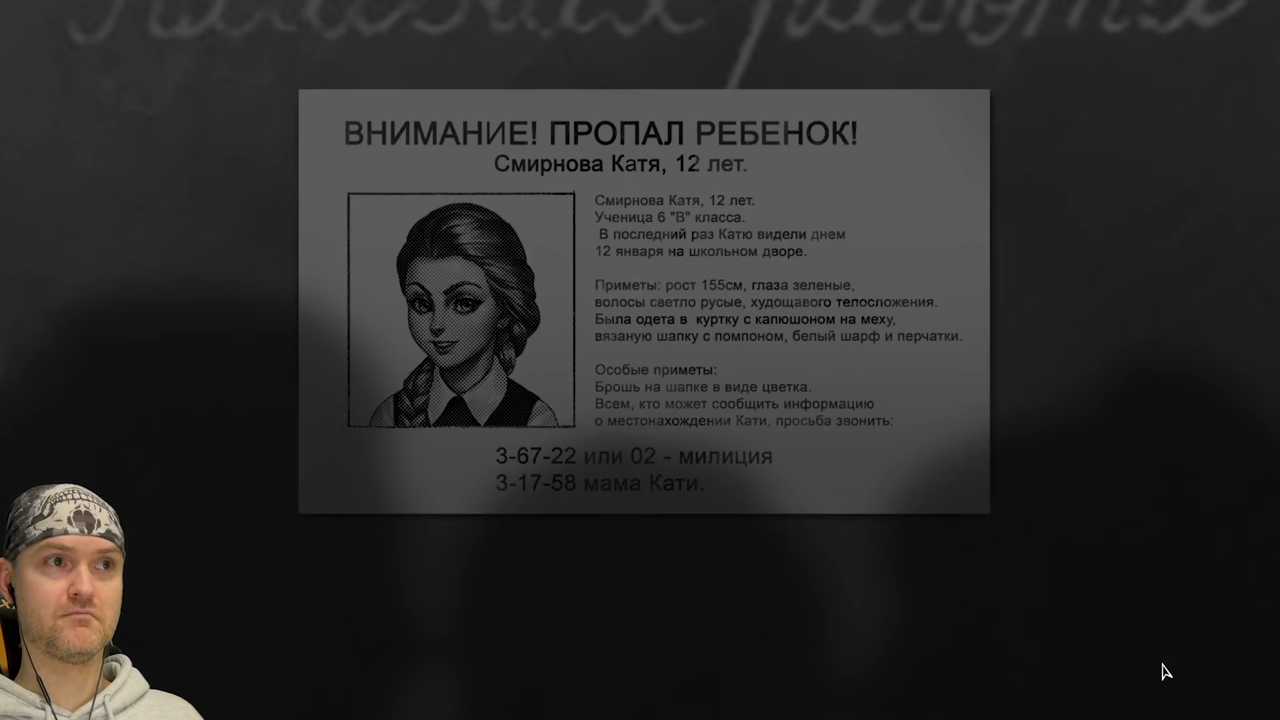 Классная работа
ВНИМАНИЕ! ПРОПАЛ РЕБЕНОК!
Смирнова Катя, 12 лет.
Смирнова Катя, 12 лет.
Ученица 6 "В" класса.
В последний раз Катю видели днем
12 января на школьном дворе.
Приметы: рост 155см, глаза зеленые,
волосы светло русые, худощавого телосложения.
Была одета в куртку с капюшоном на меху,
вязаную шапку с помпоном, белый шарф и перчатки.
Особые приметы:
Брошь на шапке в виде цветка.
Всем, кто может сообщить информацию
о местонахождении Кати, просьба звонить:
3-67-22 или 02 - милиция
3-17-58 мама Кати.